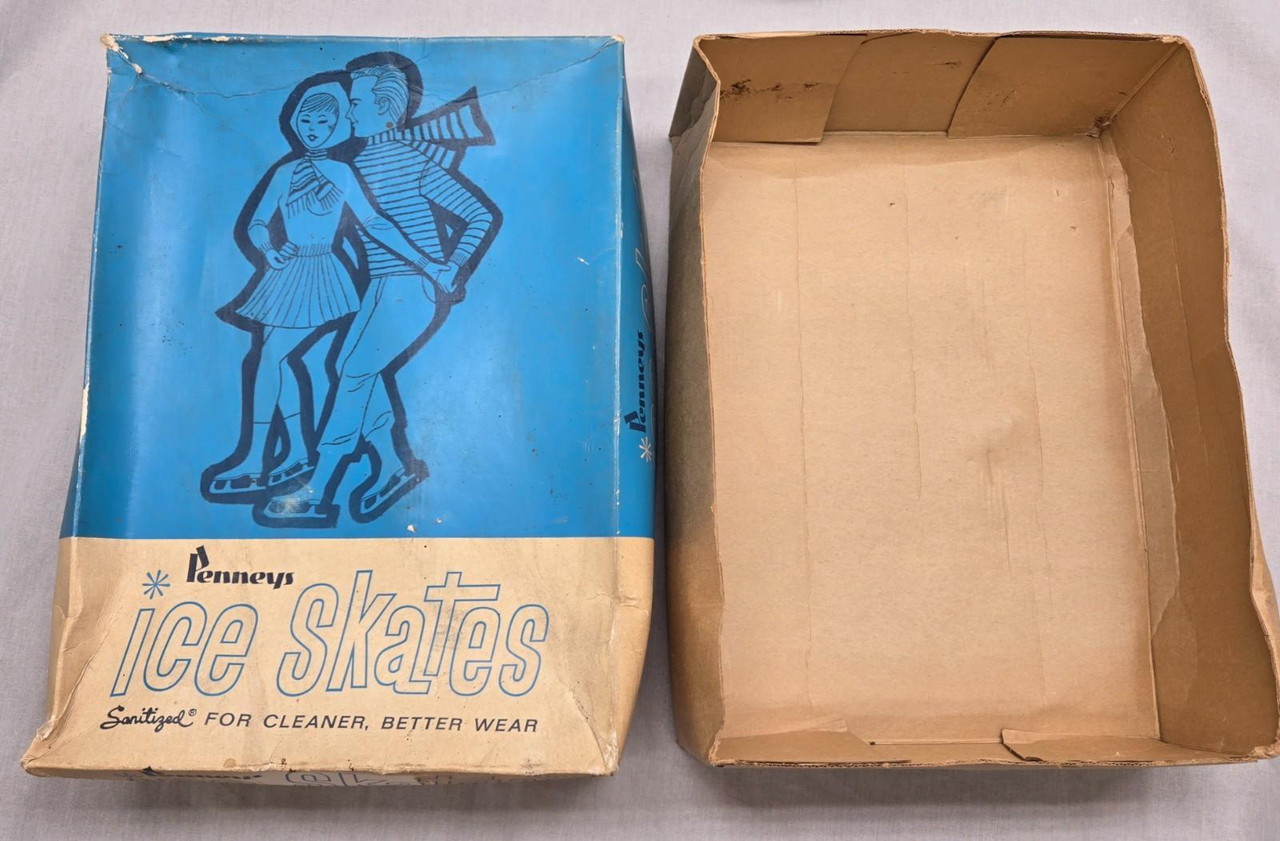 Penneys
ice skates
Sanitized® FOR CLEANER, BETTER WEAR
*Penneys